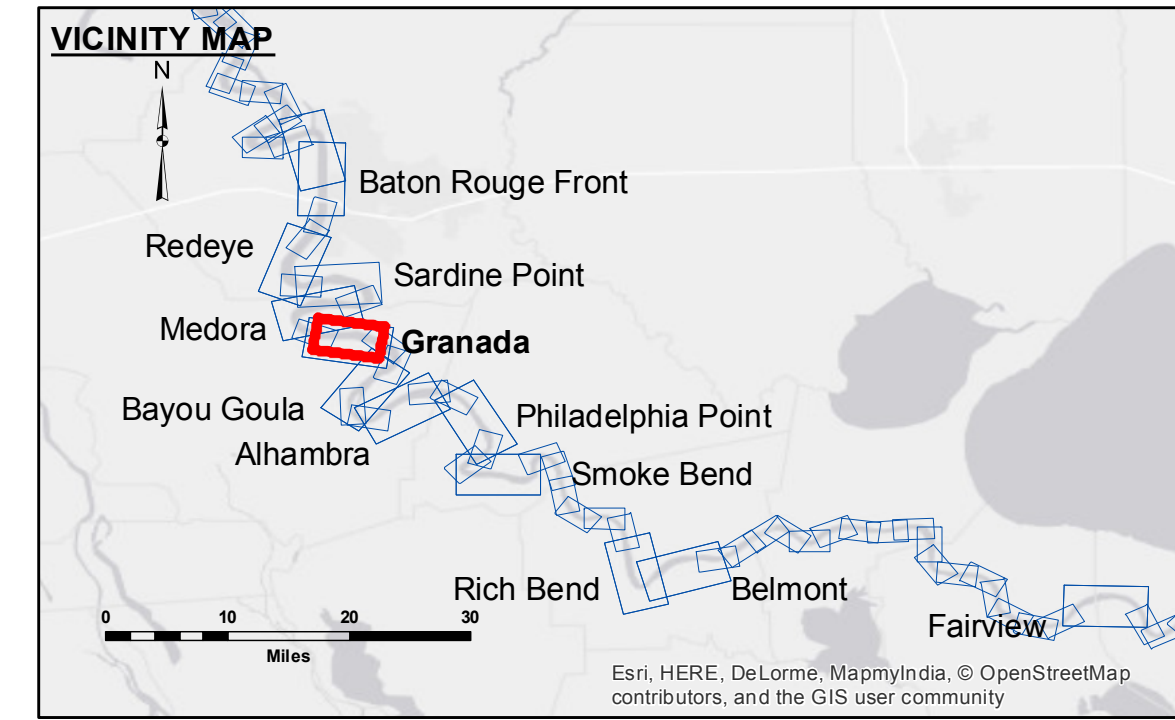 VICINITY MAP
N
Baton Rouge Front
Redeye
Sardine Point
Medora
Granada
Bayou Goula
Philadelphia Point
Alhambra
Smoke Bend
Rich Bend
Belmont
Fairview
0 10 20 30
Miles
Esri, HERE, DeLorme, MapmyIndia, © OpenStreetMap
contributors, and the GIS user community